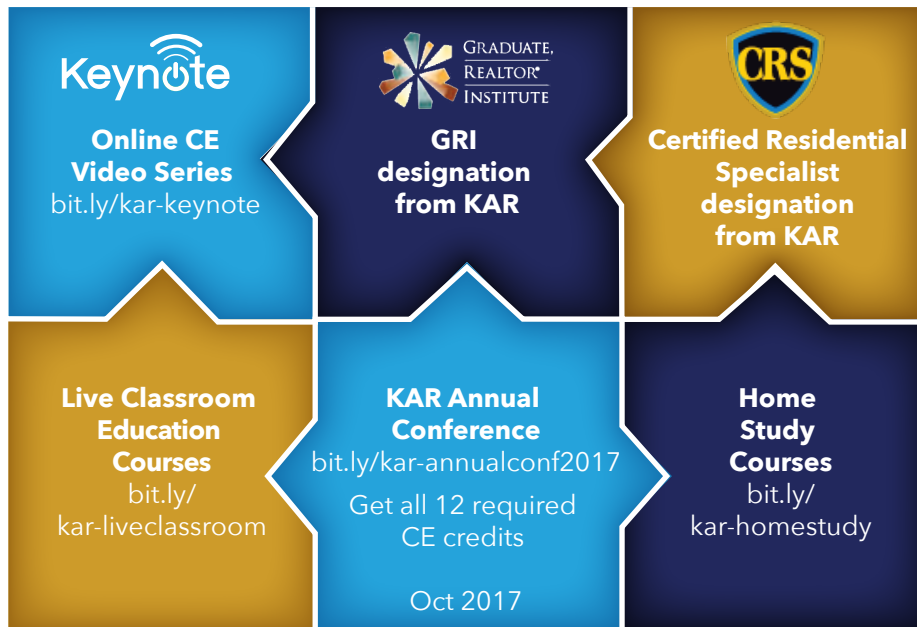 Keynote
Online CE
Video Series
bit.ly/kar-keynote
GRADUATE,
REALTOR®
INSTITUTE
GRI
designation
from KAR
CRS
Certified Residential
Specialist
designation
from KAR
Live Classroom
Education
Courses
bit.ly/
kar-liveclassroom
KAR Annual
Conference
bit.ly/kar-annualconf2017
Get all 12 required
CE credits
Oct 2017
Home
Study
Courses
bit.ly/
kar-homestudy